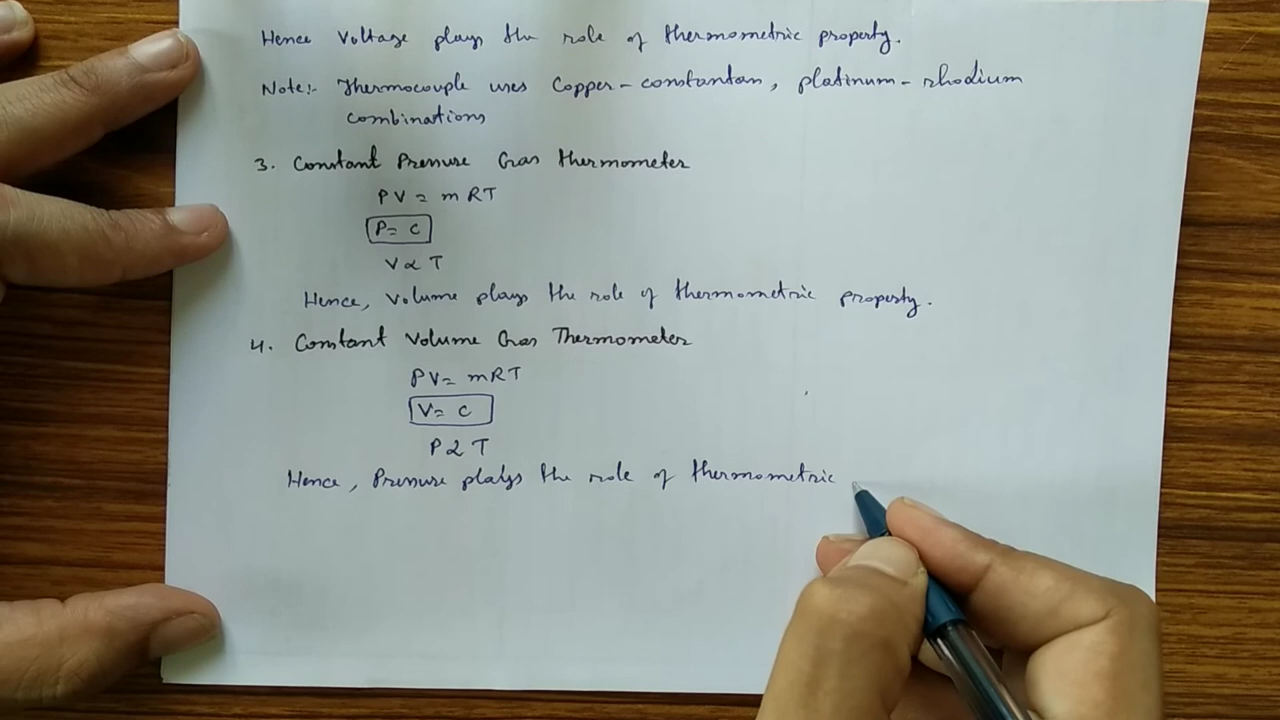 Hence Voltage plays the role of thermometric property.
Note:- Thermocouple uses Copper-constantan, platinum-rhodium
combinations
3. Constant Pressure Gas thermometer
PV = mRT
P = c
V ∝ T
Hence, Volume plays the role of thermometric property.
4. Constant Volume Gas Thermometer
PV = mRT
V = c
P ∝ T
Hence, Pressure plays the role of thermometric